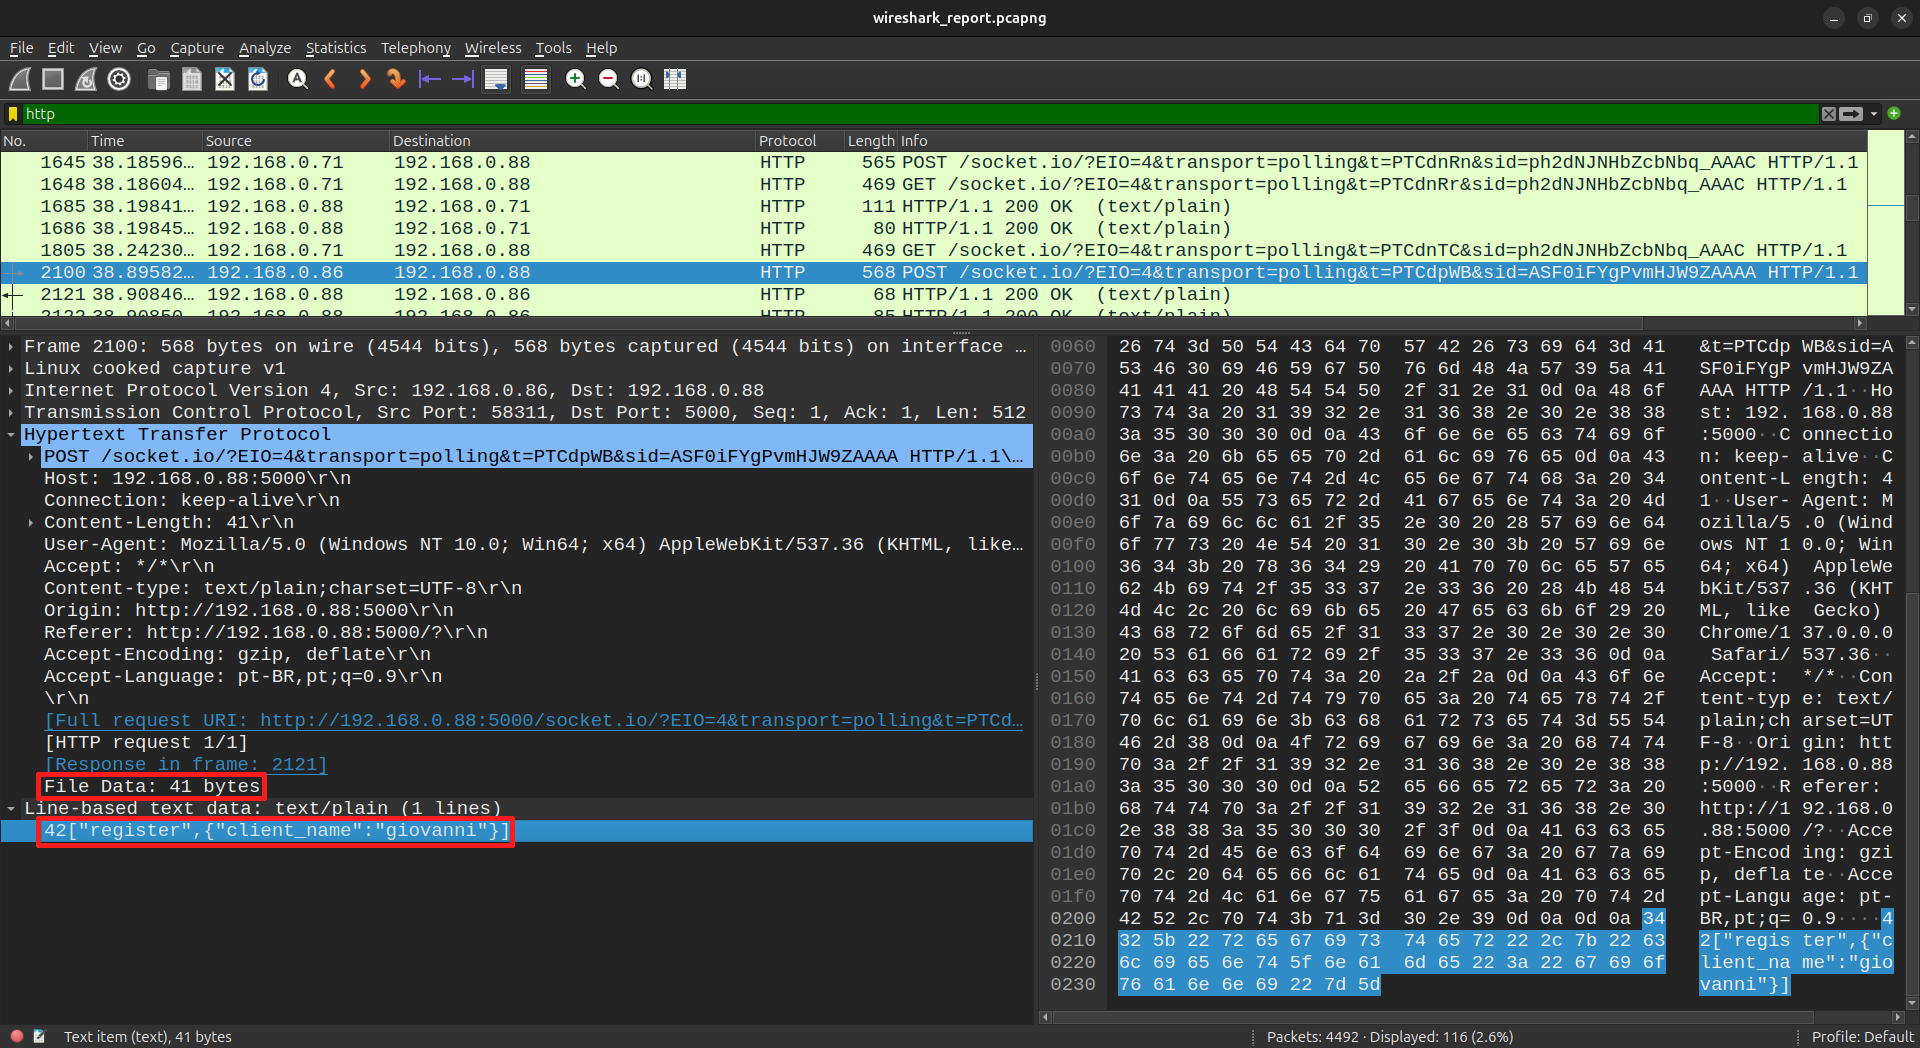 wireshark_report.pcapng
File Edit View Go Capture Analyze Statistics Telephony Wireless Tools Help
http
No. Time Source Destination Protocol Length Info
1645 38.18596… 192.168.0.71 192.168.0.88 HTTP 565 POST /socket.io/?EIO=4&transport=polling&t=PTCdnRn&sid=ph2dNJNHbZcbNbq_AAAC HTTP/1.1
1648 38.18604… 192.168.0.71 192.168.0.88 HTTP 469 GET /socket.io/?EIO=4&transport=polling&t=PTCdnRr&sid=ph2dNJNHbZcbNbq_AAAC HTTP/1.1
1685 38.19841… 192.168.0.88 192.168.0.71 HTTP 111 HTTP/1.1 200 OK  (text/plain)
1686 38.19845… 192.168.0.88 192.168.0.71 HTTP 80 HTTP/1.1 200 OK  (text/plain)
1805 38.24230… 192.168.0.71 192.168.0.88 HTTP 469 GET /socket.io/?EIO=4&transport=polling&t=PTCdnTC&sid=ph2dNJNHbZcbNbq_AAAC HTTP/1.1
2100 38.89582… 192.168.0.86 192.168.0.88 HTTP 568 POST /socket.io/?EIO=4&transport=polling&t=PTCdpWB&sid=ASF0iFYgPvmHJW9ZAAAA HTTP/1.1
2121 38.90846… 192.168.0.88 192.168.0.86 HTTP 68 HTTP/1.1 200 OK  (text/plain)
2122 38.90850… 192.168.0.88 192.168.0.86 HTTP 85 HTTP/1.1 200 OK  (text/plain)
Frame 2100: 568 bytes on wire (4544 bits), 568 bytes captured (4544 bits) on interface …
Linux cooked capture v1
Internet Protocol Version 4, Src: 192.168.0.86, Dst: 192.168.0.88
Transmission Control Protocol, Src Port: 58311, Dst Port: 5000, Seq: 1, Ack: 1, Len: 512
Hypertext Transfer Protocol
POST /socket.io/?EIO=4&transport=polling&t=PTCdpWB&sid=ASF0iFYgPvmHJW9ZAAAA HTTP/1.1\…
Host: 192.168.0.88:5000\r\n
Connection: keep-alive\r\n
Content-Length: 41\r\n
User-Agent: Mozilla/5.0 (Windows NT 10.0; Win64; x64) AppleWebKit/537.36 (KHTML, like…
Accept: */*\r\n
Content-type: text/plain;charset=UTF-8\r\n
Origin: http://192.168.0.88:5000\r\n
Referer: http://192.168.0.88:5000/?\r\n
Accept-Encoding: gzip, deflate\r\n
Accept-Language: pt-BR,pt;q=0.9\r\n
\r\n
[Full request URI: http://192.168.0.88:5000/socket.io/?EIO=4&transport=polling&t=PTCd…
[HTTP request 1/1]
[Response in frame: 2121]
File Data: 41 bytes
Line-based text data: text/plain (1 lines)
42["register",{"client_name":"giovanni"}]
0060 26 74 3d 50 54 43 64 70 57 42 26 73 69 64 3d 41 &t=PTCdp WB&sid=A
0070 53 46 30 69 46 59 67 50 76 6d 48 4a 57 39 5a 41 SF0iFYgP vmHJW9ZA
0080 41 41 41 20 48 54 54 50 2f 31 2e 31 0d 0a 48 6f AAA HTTP /1.1··Ho
0090 73 74 3a 20 31 39 32 2e 31 36 38 2e 30 2e 38 38 st: 192. 168.0.88
00a0 3a 35 30 30 30 0d 0a 43 6f 6e 6e 65 63 74 69 6f :5000··C onnectio
00b0 6e 3a 20 6b 65 65 70 2d 61 6c 69 76 65 0d 0a 43 n: keep- alive··C
00c0 6f 6e 74 65 6e 74 2d 4c 65 6e 67 74 68 3a 20 34 ontent-L ength: 4
00d0 31 0d 0a 55 73 65 72 2d 41 67 65 6e 74 3a 20 4d 1··User- Agent: M
00e0 6f 7a 69 6c 6c 61 2f 35 2e 30 20 28 57 69 6e 64 ozilla/5 .0 (Wind
00f0 6f 77 73 20 4e 54 20 31 30 2e 30 3b 20 57 69 6e ows NT 1 0.0; Win
0100 36 34 3b 20 78 36 34 29 20 41 70 70 6c 65 57 65 64; x64)  AppleWe
0110 62 4b 69 74 2f 35 33 37 2e 33 36 20 28 4b 48 54 bKit/537 .36 (KHT
0120 4d 4c 2c 20 6c 69 6b 65 20 47 65 63 6b 6f 29 20 ML, like  Gecko)
0130 43 68 72 6f 6d 65 2f 31 33 37 2e 30 2e 30 2e 30 Chrome/1 37.0.0.0
0140 20 53 61 66 61 72 69 2f 35 33 37 2e 33 36 0d 0a  Safari/ 537.36··
0150 41 63 63 65 70 74 3a 20 2a 2f 2a 0d 0a 43 6f 6e Accept:  */*··Con
0160 74 65 6e 74 2d 74 79 70 65 3a 20 74 65 78 74 2f tent-typ e: text/
0170 70 6c 61 69 6e 3b 63 68 61 72 73 65 74 3d 55 54 plain;ch arset=UT
0180 46 2d 38 0d 0a 4f 72 69 67 69 6e 3a 20 68 74 74 F-8··Ori gin: htt
0190 70 3a 2f 2f 31 39 32 2e 31 36 38 2e 30 2e 38 38 p://192. 168.0.88
01a0 3a 35 30 30 30 0d 0a 52 65 66 65 72 65 72 3a 20 :5000··R eferer:
01b0 68 74 74 70 3a 2f 2f 31 39 32 2e 31 36 38 2e 30 http://1 92.168.0
01c0 2e 38 38 3a 35 30 30 30 2f 3f 0d 0a 41 63 63 65 .88:5000 /?··Acce
01d0 70 74 2d 45 6e 63 6f 64 69 6e 67 3a 20 67 7a 69 pt-Encod ing: gzi
01e0 70 2c 20 64 65 66 6c 61 74 65 0d 0a 41 63 63 65 p, defla te··Acce
01f0 70 74 2d 4c 61 6e 67 75 61 67 65 3a 20 70 74 2d pt-Langu age: pt-
0200 42 52 2c 70 74 3b 71 3d 30 2e 39 0d 0a 0d 0a 34 BR,pt;q= 0.9····4
0210 32 5b 22 72 65 67 69 73 74 65 72 22 2c 7b 22 63 2["regis ter",{"c
0220 6c 69 65 6e 74 5f 6e 61 6d 65 22 3a 22 67 69 6f lient_na me":"gio
0230 76 61 6e 6e 69 22 7d 5d vanni"}]
Text item (text), 41 bytes Packets: 4492 · Displayed: 116 (2.6%) Profile: Default